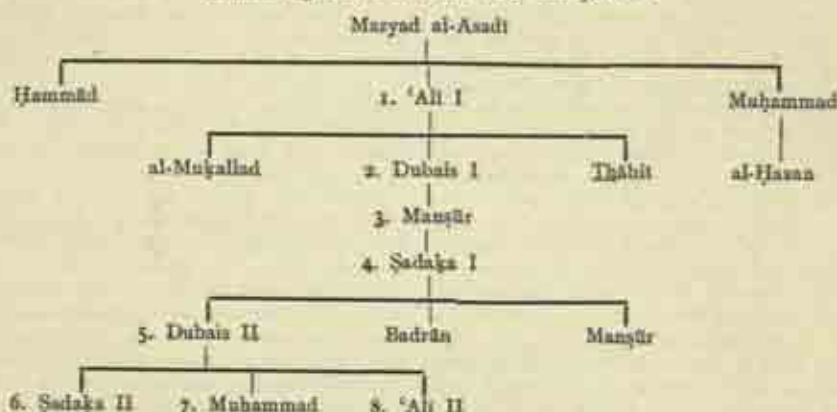 Mazyad al-Asadī
Ḥammād 1. ʿAlī I Muḥammad
al-Muḳallad 2. Dubais I Thābit al-Ḥasan
3. Manṣūr
4. Ṣadaḳa I
5. Dubais II Badrān Manṣūr
6. Ṣadaḳa II 7. Muḥammad 8. ʿAlī II